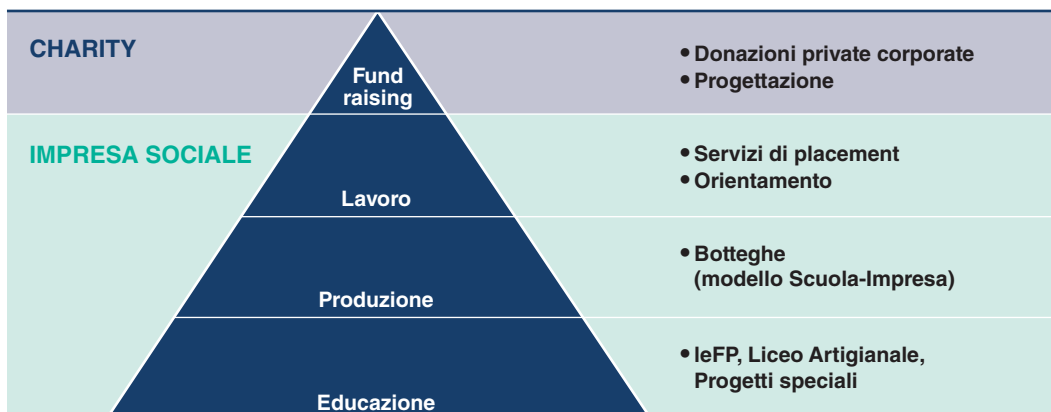 CHARITY
Fund
raising
• Donazioni private corporate
• Progettazione
IMPRESA SOCIALE
Lavoro
• Servizi di placement
• Orientamento
Produzione
• Botteghe
(modello Scuola-Impresa)
Educazione
• IeFP, Liceo Artigianale,
Progetti speciali